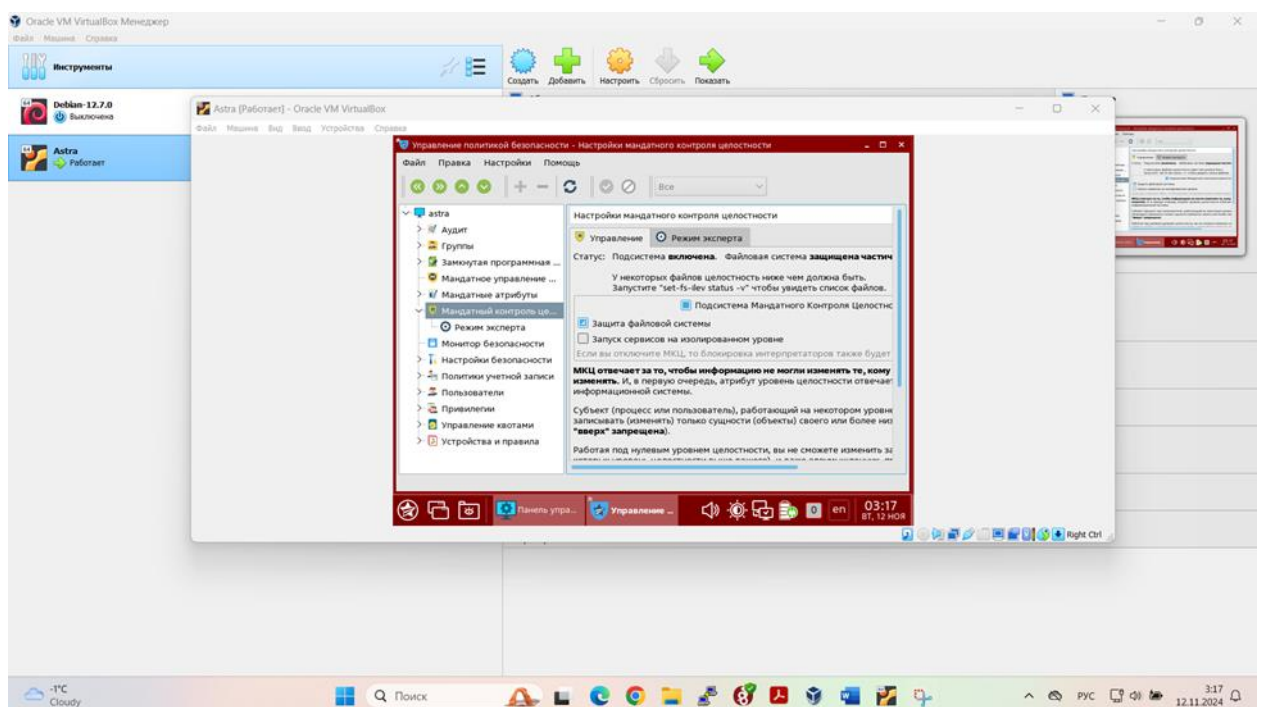 Oracle VM VirtualBox Менеджер
Файл Машина Справка
Инструменты
Создать Добавить Настроить Сбросить Показать
Debian-12.7.0
Выключена
Astra
Работает
Astra [Работает] - Oracle VM VirtualBox
Файл Машина Вид Ввод Устройства Справка
Управление политикой безопасности - Настройки мандатного контроля целостности
Файл Правка Настройки Помощь
Все
astra
Аудит
Группы
Замкнутая программная ...
Мандатное управление ...
Мандатные атрибуты
Мандатный контроль це...
Режим эксперта
Монитор безопасности
Настройки безопасности
Политики учетной записи
Пользователи
Привилегии
Управление квотами
Устройства и правила
Настройки мандатного контроля целостности
Управление Режим эксперта
Статус: Подсистема включена. Файловая система защищена частич
У некоторых файлов целостность ниже чем должна быть.
Запустите "set-fs-ilev status -v" чтобы увидеть список файлов.
Подсистема Мандатного Контроля Целостнос
Защита файловой системы
Запуск сервисов на изолированном уровне
Если вы отключите МКЦ, то блокировка интерпретаторов также будет
МКЦ отвечает за то, чтобы информацию не могли изменять те, кому
изменять. И, в первую очередь, атрибут уровень целостности отвечает
информационной системы.
Субъект (процесс или пользователь), работающий на некотором уровне
записывать (изменять) только сущности (объекты) своего или более низ
"вверх" запрещена).
Работая под нулевым уровнем целостности, вы не сможете изменить за
Панель упра... Управление ... 0 en 03:17
ВТ, 12 НОЯ
Right Ctrl
-1°C
Cloudy
Поиск
РУС
3:17
12.11.2024